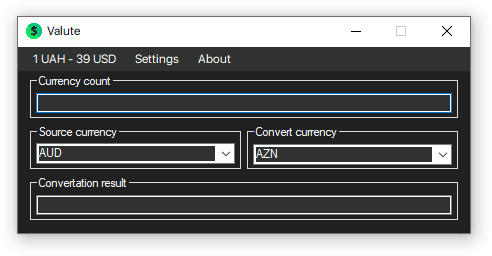 $ Valute
1 UAH - 39 USD Settings About
Currency count
Source currency Convert currency
AUD AZN
Convertation result